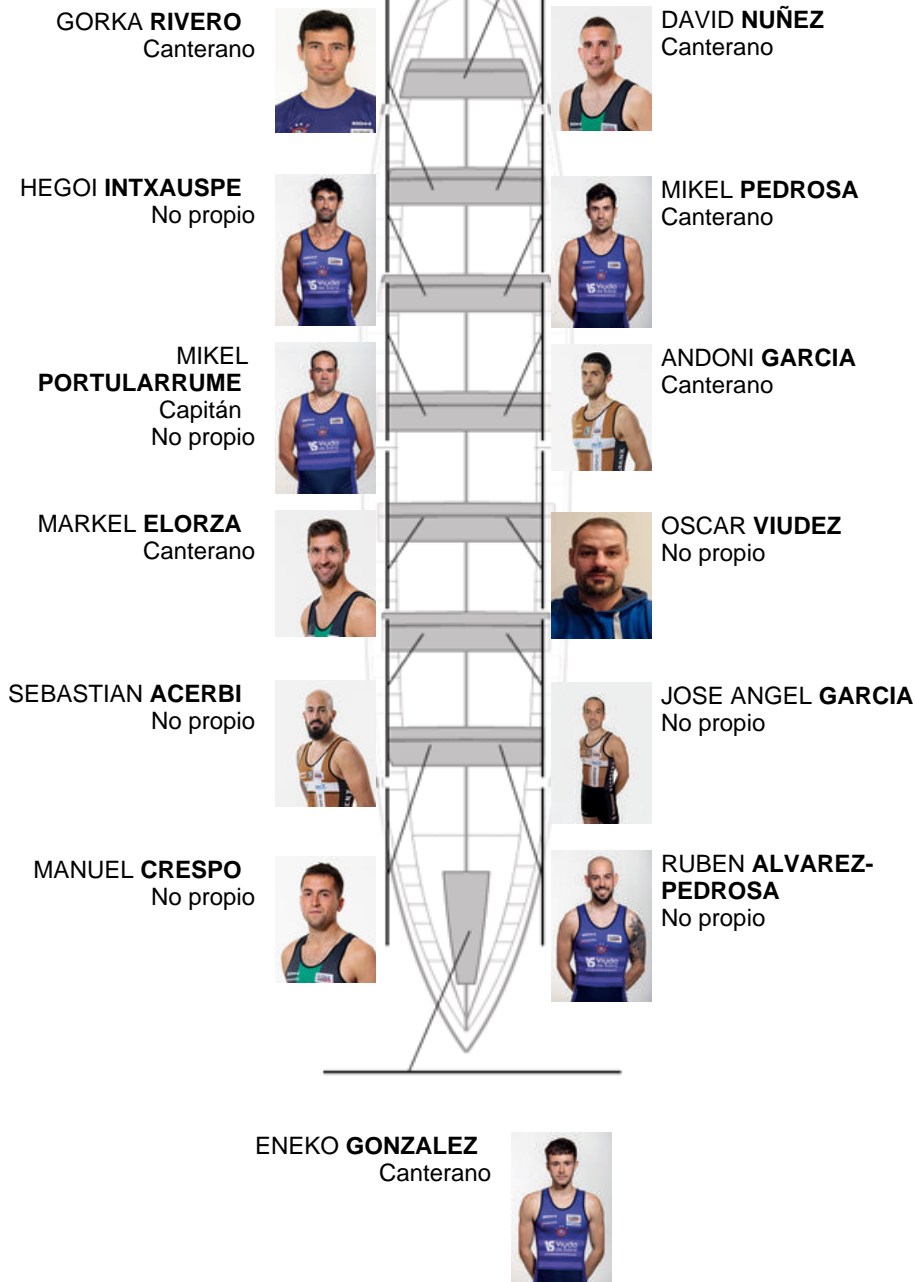 GORKA RIVERO
Canterano
DAVID NUÑEZ
Canterano
HEGOI INTXAUSPE
No propio
MIKEL PEDROSA
Canterano
MIKEL
PORTULARRUME
Capitán
No propio
ANDONI GARCIA
Canterano
MARKEL ELORZA
Canterano
OSCAR VIUDEZ
No propio
SEBASTIAN ACERBI
No propio
JOSE ANGEL GARCIA
No propio
MANUEL CRESPO
No propio
RUBEN ALVAREZ-
PEDROSA
No propio
ENEKO GONZALEZ
Canterano